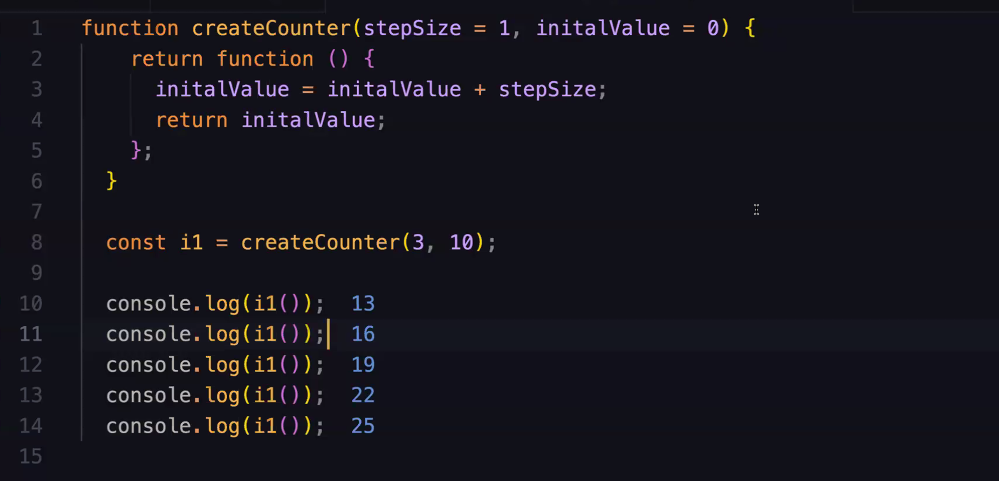 1 function createCounter(stepSize = 1, initalValue = 0) {
2 return function () {
3 initalValue = initalValue + stepSize;
4 return initalValue;
5 };
6 }
7
8 const i1 = createCounter(3, 10);
9
10 console.log(i1()); 13
11 console.log(i1()); 16
12 console.log(i1()); 19
13 console.log(i1()); 22
14 console.log(i1()); 25
15